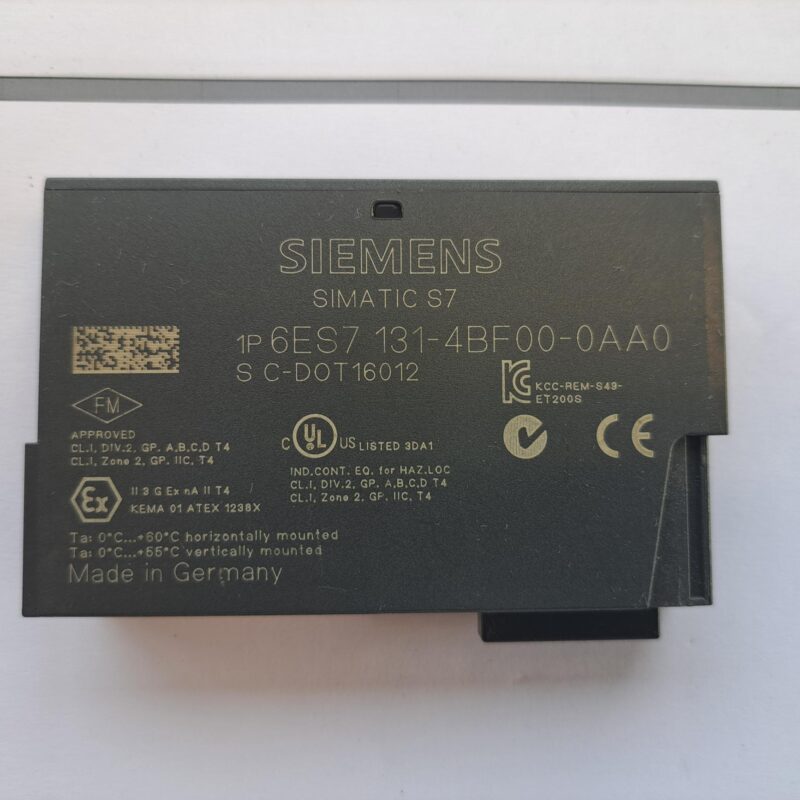 SIEMENS
SIMATIC S7
1P 6ES7 131-4BF00-0AA0
S C-DOT16012
KCC-REM-S49-
ET200S
FM
APPROVED
CL.I, DIV.2, GP. A,B,C,D T4
CL.I, Zone 2, GP. IIC, T4
C UL US LISTED 3DA1
IND.CONT. EQ. for HAZ.LOC
CL.I, DIV.2, GP. A,B,C,D T4
CL.I, Zone 2, GP. IIC, T4
CE
Ex II 3 G Ex nA II T4
KEMA 01 ATEX 1238X
Ta: 0°C...+60°C horizontally mounted
Ta: 0°C...+55°C vertically mounted
Made in Germany